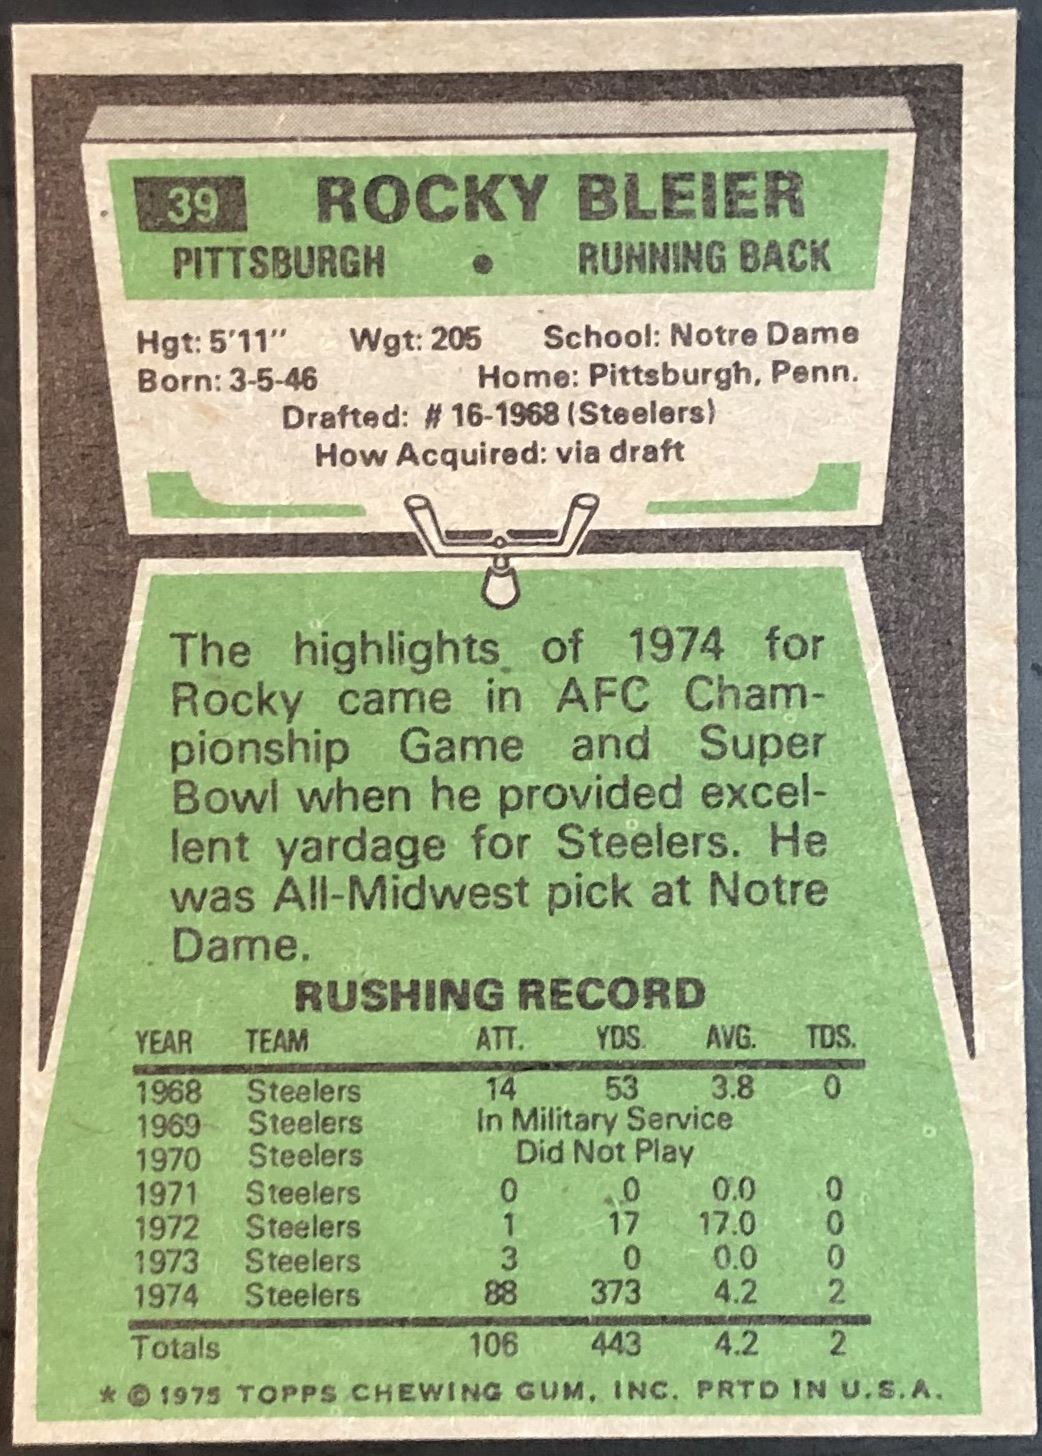 39 ROCKY BLEIER
PITTSBURGH • RUNNING BACK
Hgt: 5'11" Wgt: 205 School: Notre Dame
Born: 3-5-46 Home: Pittsburgh, Penn.
Drafted: # 16-1968 (Steelers)
How Acquired: via draft
The highlights of 1974 for
Rocky came in AFC Cham-
pionship Game and Super
Bowl when he provided excel-
lent yardage for Steelers. He
was All-Midwest pick at Notre
Dame.
RUSHING RECORD
YEAR TEAM ATT. YDS. AVG. TDS.
1968 Steelers 14 53 3.8 0
1969 Steelers In Military Service
1970 Steelers Did Not Play
1971 Steelers 0 0 0.0 0
1972 Steelers 1 17 17.0 0
1973 Steelers 3 0 0.0 0
1974 Steelers 88 373 4.2 2
Totals 106 443 4.2 2
* © 1975 TOPPS CHEWING GUM, INC. PRTD IN U.S.A.